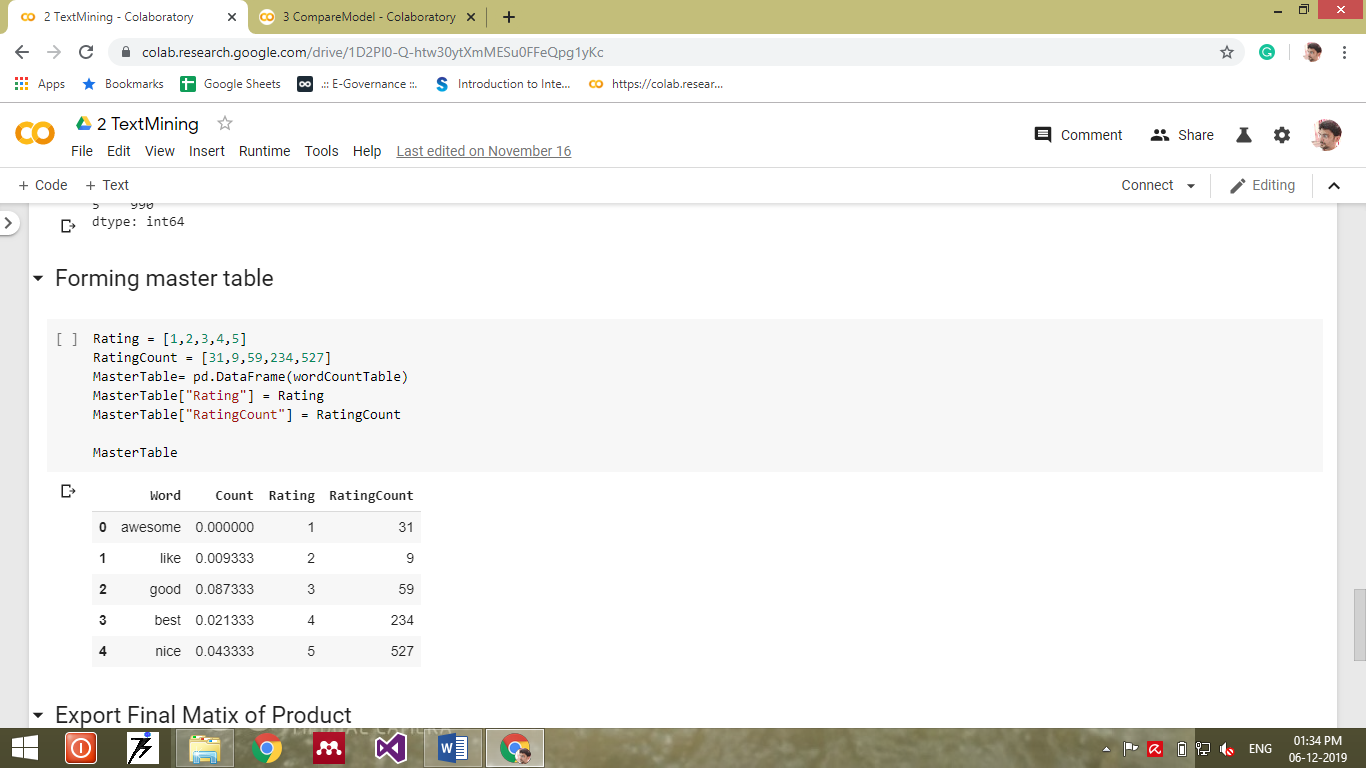 2 TextMining - Colaboratory
3 CompareModel - Colaboratory
colab.research.google.com/drive/1D2PI0-Q-htw30ytXmMESu0FFeQpg1yKc
Apps Bookmarks Google Sheets .:: E-Governance ::. Introduction to Inte... https://colab.resear...
2 TextMining
File Edit View Insert Runtime Tools Help Last edited on November 16
Comment Share
+ Code + Text Connect Editing
5 990
dtype: int64
Forming master table
[ ] Rating = [1,2,3,4,5]
RatingCount = [31,9,59,234,527]
MasterTable= pd.DataFrame(wordCountTable)
MasterTable["Rating"] = Rating
MasterTable["RatingCount"] = RatingCount
MasterTable
Word Count Rating RatingCount
0 awesome 0.000000 1 31
1 like 0.009333 2 9
2 good 0.087333 3 59
3 best 0.021333 4 234
4 nice 0.043333 5 527
Export Final Matix of Product
ENG
01:34 PM
06-12-2019